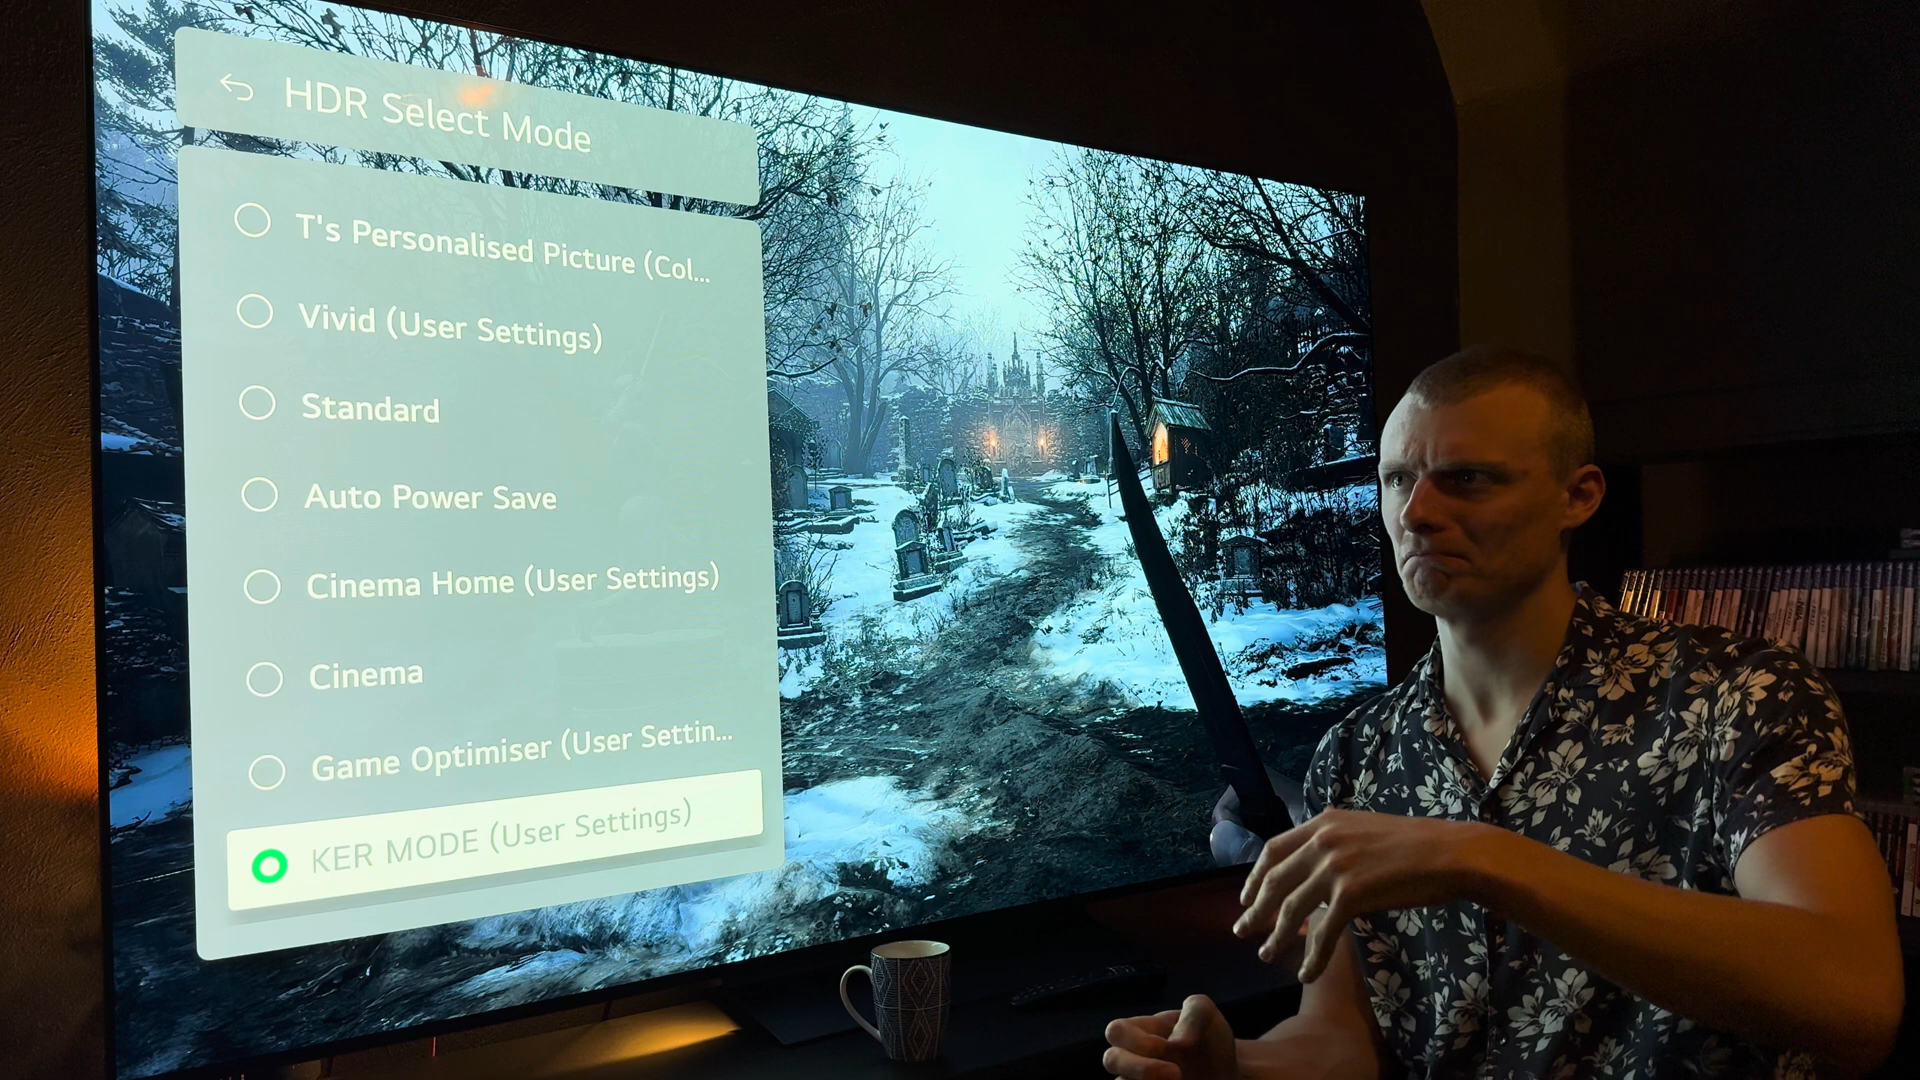 HDR Select Mode
T's Personalised Picture (Col...
Vivid (User Settings)
Standard
Auto Power Save
Cinema Home (User Settings)
Cinema
Game Optimiser (User Settin...
KER MODE (User Settings)